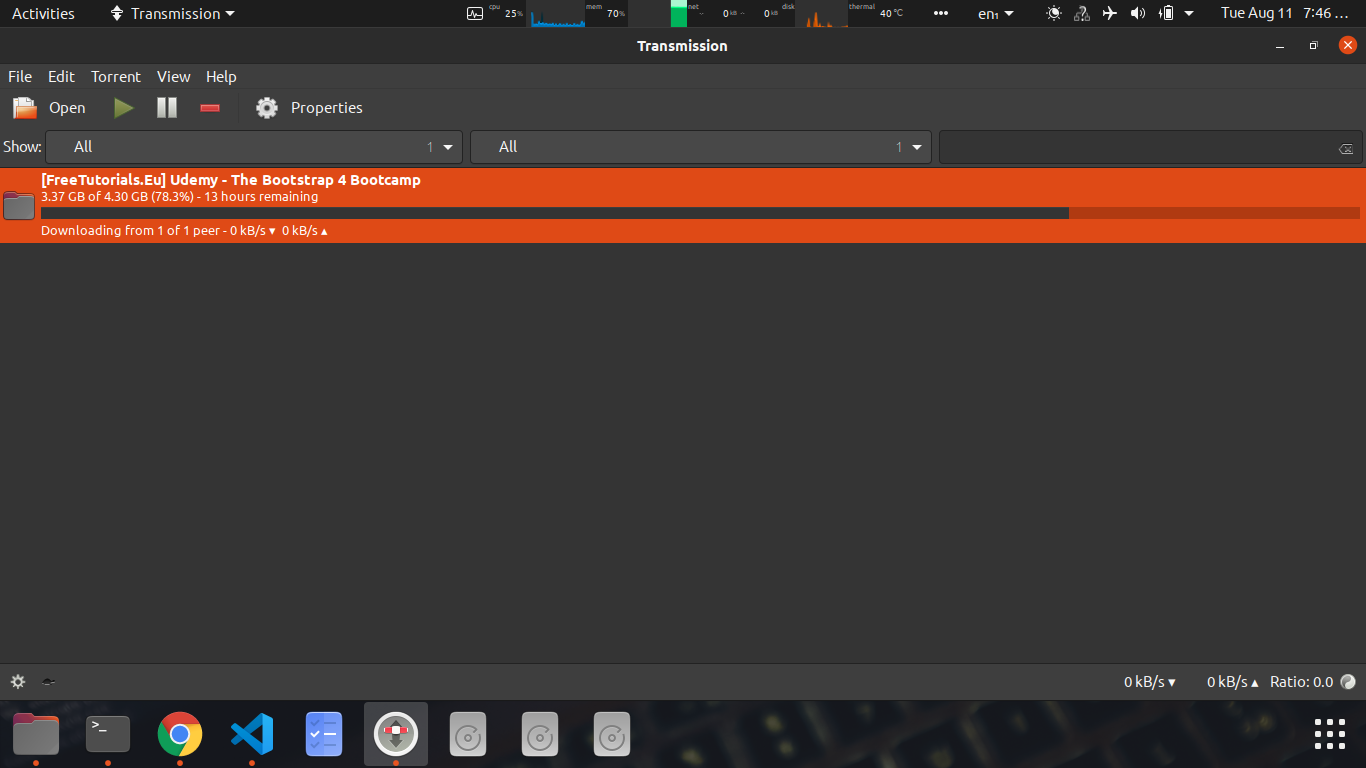 Activities Transmission cpu 25% mem 70% net 0 kB 0 kB disk thermal 40 °C ••• en₁ Tue Aug 11 7:46 …
Transmission
File Edit Torrent View Help
Open Properties
Show: All 1 All 1
[FreeTutorials.Eu] Udemy - The Bootstrap 4 Bootcamp
3.37 GB of 4.30 GB (78.3%) - 13 hours remaining
Downloading from 1 of 1 peer - 0 kB/s ▾ 0 kB/s ▴
0 kB/s ▾ 0 kB/s ▴ Ratio: 0.0
>_